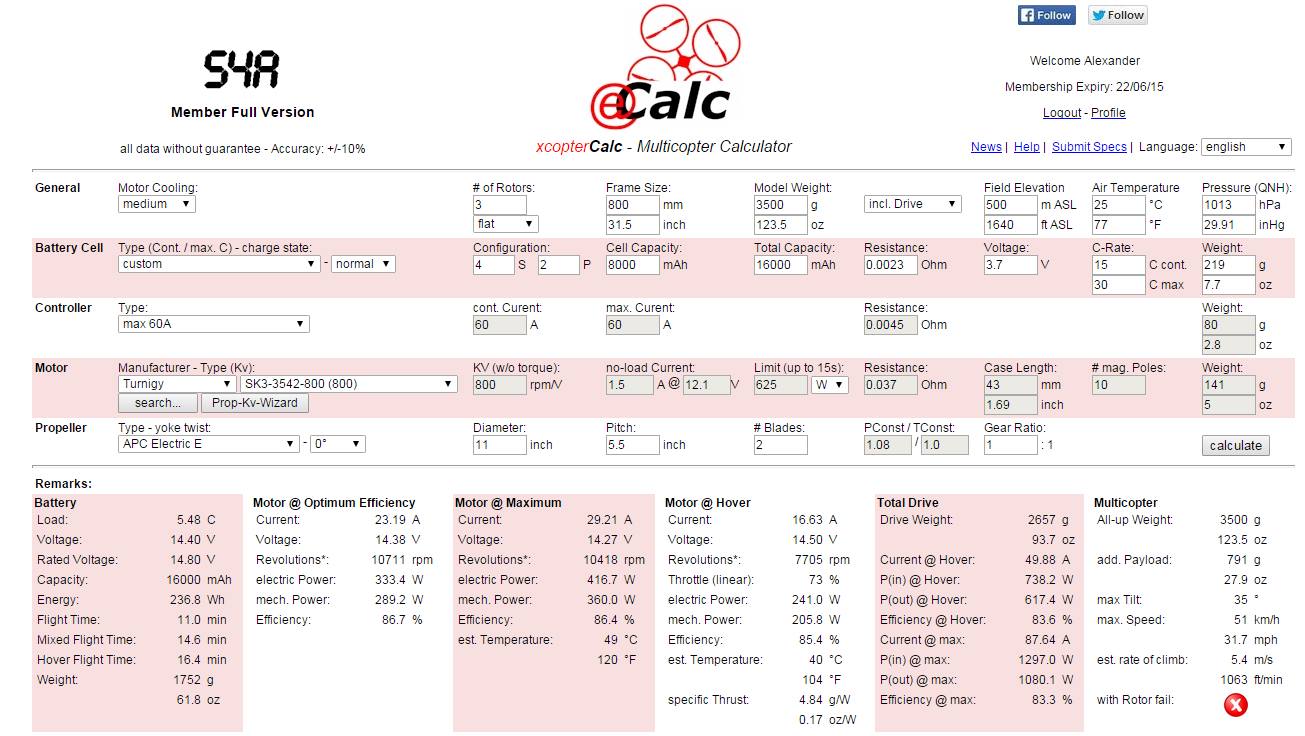 Follow Follow
S4A
Member Full Version
all data without guarantee - Accuracy: +/-10%
@Calc
xcopterCalc - Multicopter Calculator
Welcome Alexander
Membership Expiry: 22/06/15
Logout - Profile
News | Help | Submit Specs | Language: english
General Motor Cooling: # of Rotors: Frame Size: Model Weight: Field Elevation Air Temperature Pressure (QNH):
medium 3 800 mm 3500 g incl. Drive 500 m ASL 25 °C 1013 hPa
flat 31.5 inch 123.5 oz 1640 ft ASL 77 °F 29.91 inHg
Battery Cell Type (Cont. / max. C) - charge state: Configuration: Cell Capacity: Total Capacity: Resistance: Voltage: C-Rate: Weight:
custom - normal 4 S 2 P 8000 mAh 16000 mAh 0.0023 Ohm 3.7 V 15 C cont. 219 g
30 C max 7.7 oz
Controller Type: cont. Curent: max. Curent: Resistance: Weight:
max 60A 60 A 60 A 0.0045 Ohm 80 g
2.8 oz
Motor Manufacturer - Type (Kv): KV (w/o torque): no-load Current: Limit (up to 15s): Resistance: Case Length: # mag. Poles: Weight:
Turnigy SK3-3542-800 (800) 800 rpm/V 1.5 A @ 12.1 V 625 W 0.037 Ohm 43 mm 10 141 g
search... Prop-Kv-Wizard 1.69 inch 5 oz
Propeller Type - yoke twist: Diameter: Pitch: # Blades: PConst / TConst: Gear Ratio:
APC Electric E - 0° 11 inch 5.5 inch 2 1.08 / 1.0 1 : 1 calculate
Remarks:
Battery Motor @ Optimum Efficiency Motor @ Maximum Motor @ Hover Total Drive Multicopter
Load: 5.48 C Current: 23.19 A Current: 29.21 A Current: 16.63 A Drive Weight: 2657 g All-up Weight: 3500 g
Voltage: 14.40 V Voltage: 14.38 V Voltage: 14.27 V Voltage: 14.50 V 93.7 oz 123.5 oz
Rated Voltage: 14.80 V Revolutions*: 10711 rpm Revolutions*: 10418 rpm Revolutions*: 7705 rpm Current @ Hover: 49.88 A add. Payload: 791 g
Capacity: 16000 mAh electric Power: 333.4 W electric Power: 416.7 W Throttle (linear): 73 % P(in) @ Hover: 738.2 W 27.9 oz
Energy: 236.8 Wh mech. Power: 289.2 W mech. Power: 360.0 W electric Power: 241.0 W P(out) @ Hover: 617.4 W max Tilt: 35 °
Flight Time: 11.0 min Efficiency: 86.7 % Efficiency: 86.4 % mech. Power: 205.8 W Efficiency @ Hover: 83.6 % max. Speed: 51 km/h
Mixed Flight Time: 14.6 min est. Temperature: 49 °C Efficiency: 85.4 % Current @ max: 87.64 A 31.7 mph
Hover Flight Time: 16.4 min 120 °F est. Temperature: 40 °C P(in) @ max: 1297.0 W est. rate of climb: 5.4 m/s
Weight: 1752 g 104 °F P(out) @ max: 1080.1 W 1063 ft/min
61.8 oz specific Thrust: 4.84 g/W Efficiency @ max: 83.3 % with Rotor fail:
0.17 oz/W